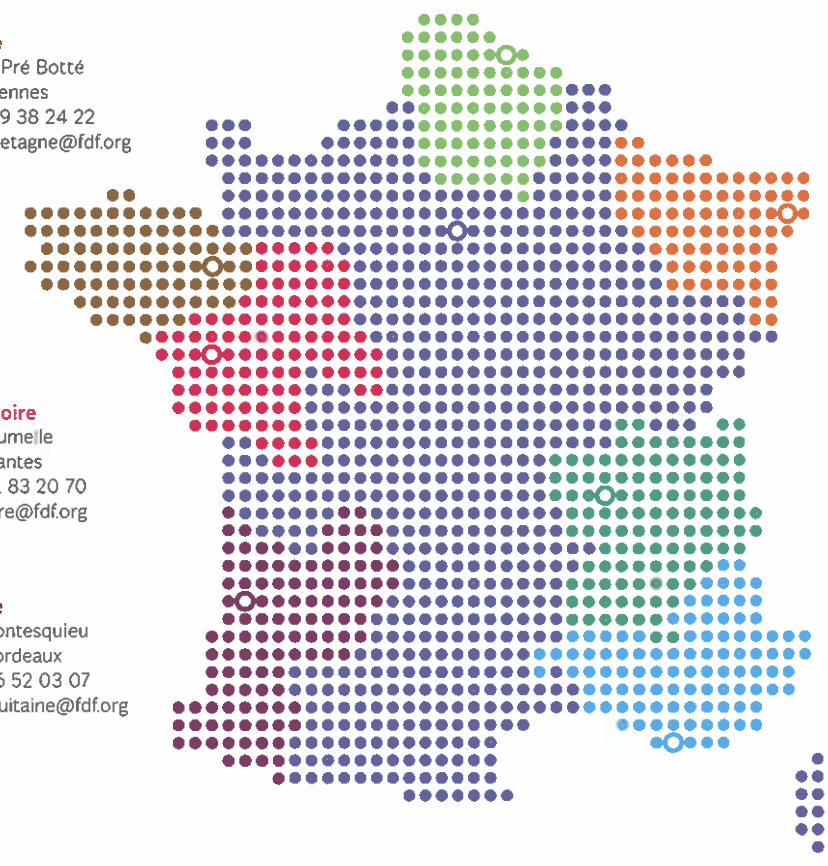 e
Pré Botté
ennes
9 38 24 22
etagne@fdf.org
oire
umelle
antes
83 20 70
re@fdf.org
e
ontesquieu
ordeaux
6 52 03 07
uitaine@fdf.org